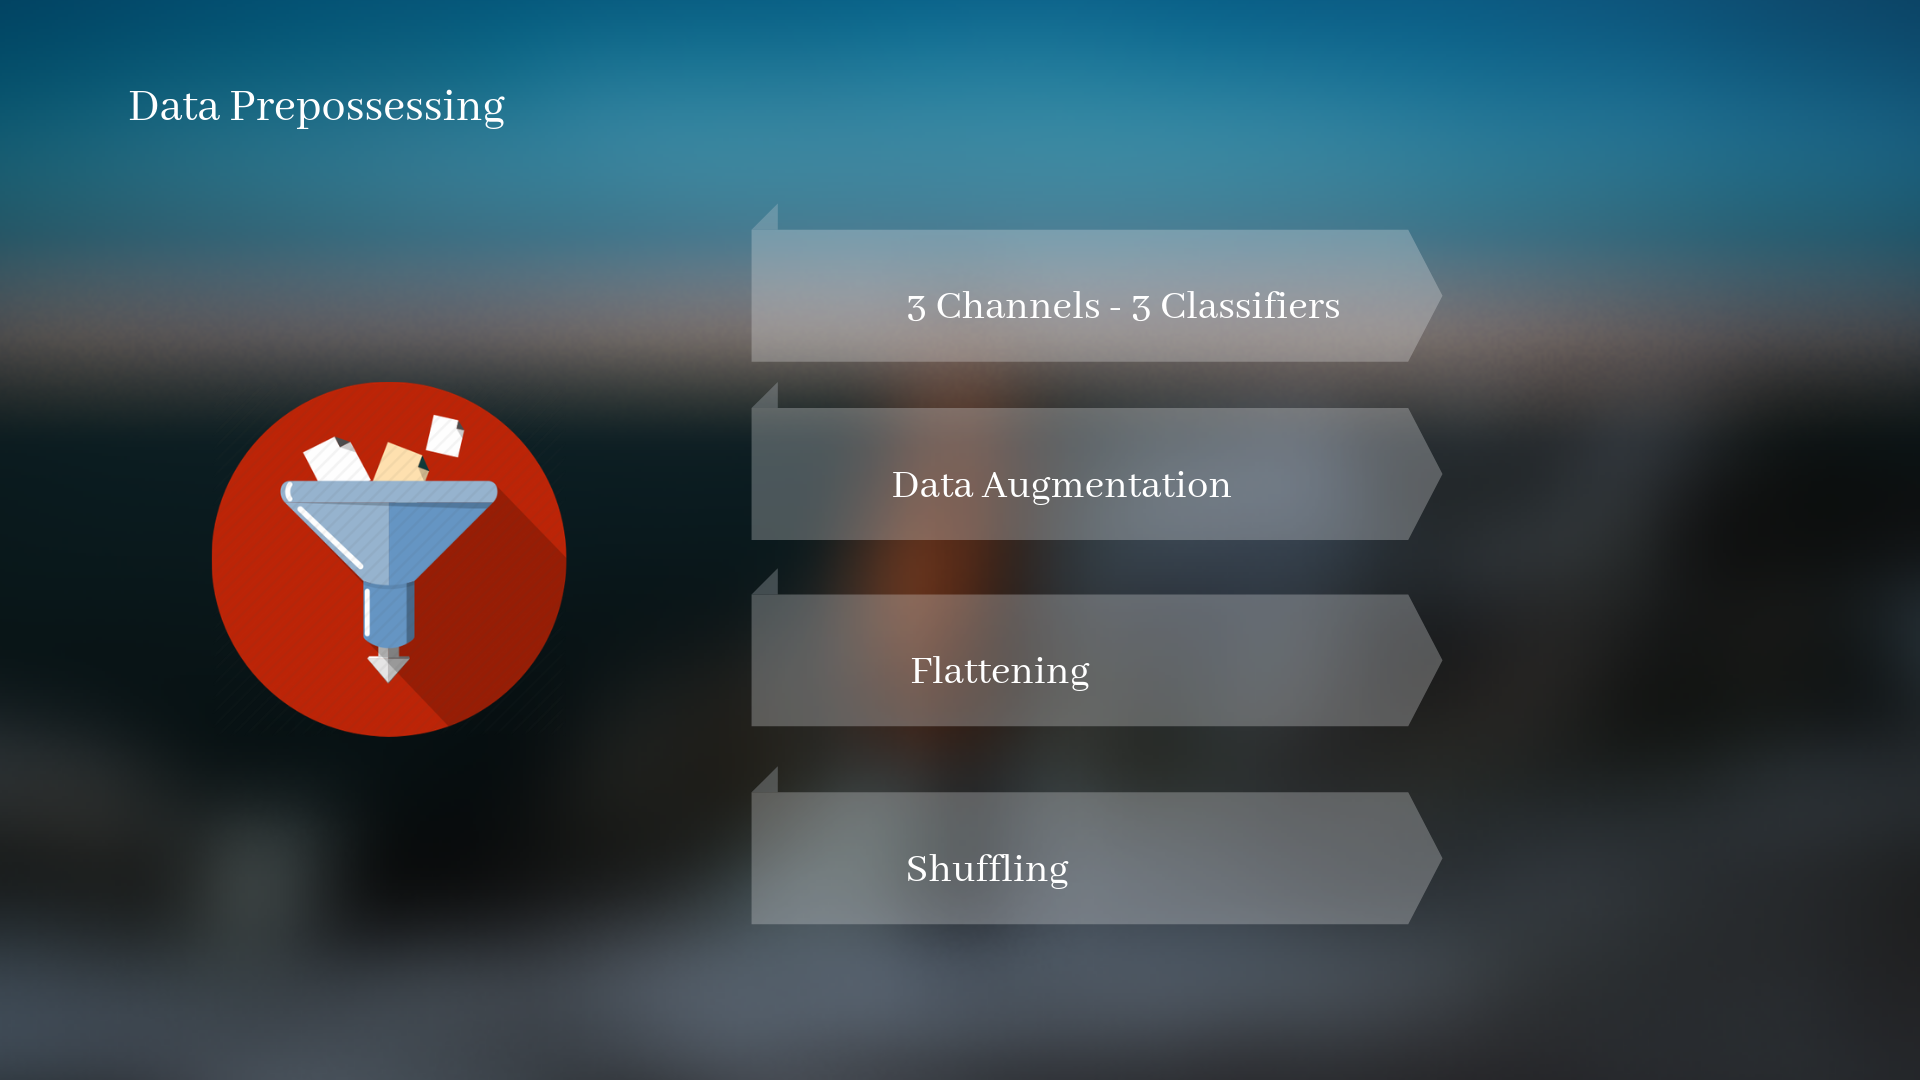 Data Prepossessing
3 Channels - 3 Classifiers
Data Augmentation
Flattening
Shuffling